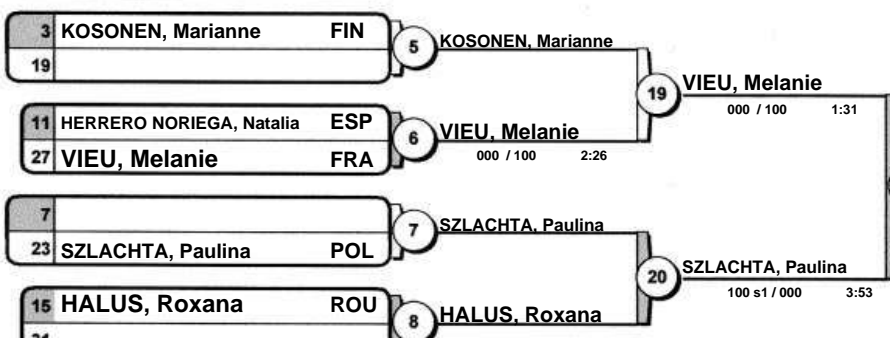 3 KOSONEN, Marianne FIN
19
5 KOSONEN, Marianne
11 HERRERO NORIEGA, Natalia ESP
27 VIEU, Melanie FRA
6 VIEU, Melanie
000 / 100 2:26
19 VIEU, Melanie
000 / 100 1:31
7
23 SZLACHTA, Paulina POL
7 SZLACHTA, Paulina
15 HALUS, Roxana ROU
8 HALUS, Roxana
20 SZLACHTA, Paulina
100 s1 / 000 3:53